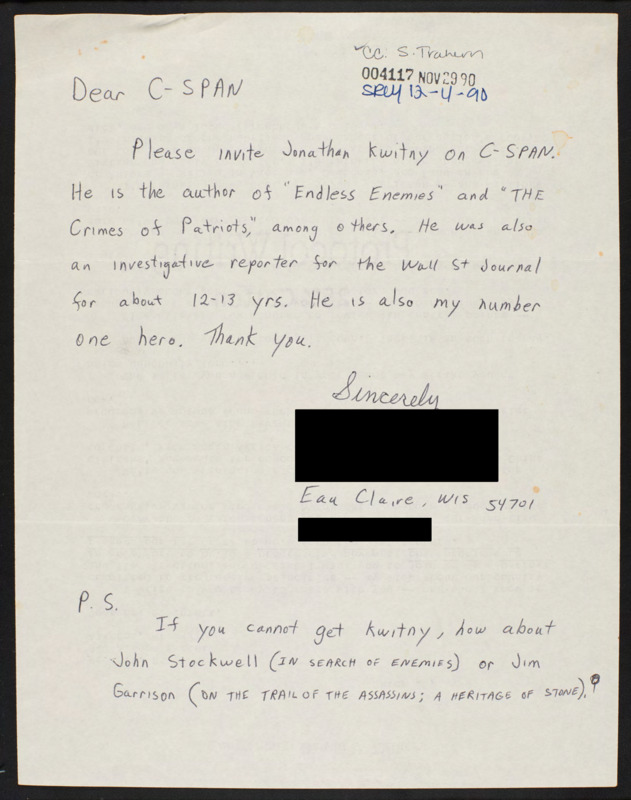 cc: S. Trahern
004117 NOV 29 90
SRLY 12-4-90
Dear C-SPAN
Please invite Jonathan Kwitny on C-SPAN.
He is the author of "Endless Enemies" and "THE
Crimes of Patriots," among others. He was also
an investigative reporter for the Wall St Journal
for about 12-13 yrs. He is also my number
one hero. Thank you.
Sincerely
Eau Claire, WIS 54701
P. S.
If you cannot get Kwitny, how about
John Stockwell (IN SEARCH OF ENEMIES) or Jim
Garrison (ON THE TRAIL OF THE ASSASSINS; A HERITAGE OF STONE).?